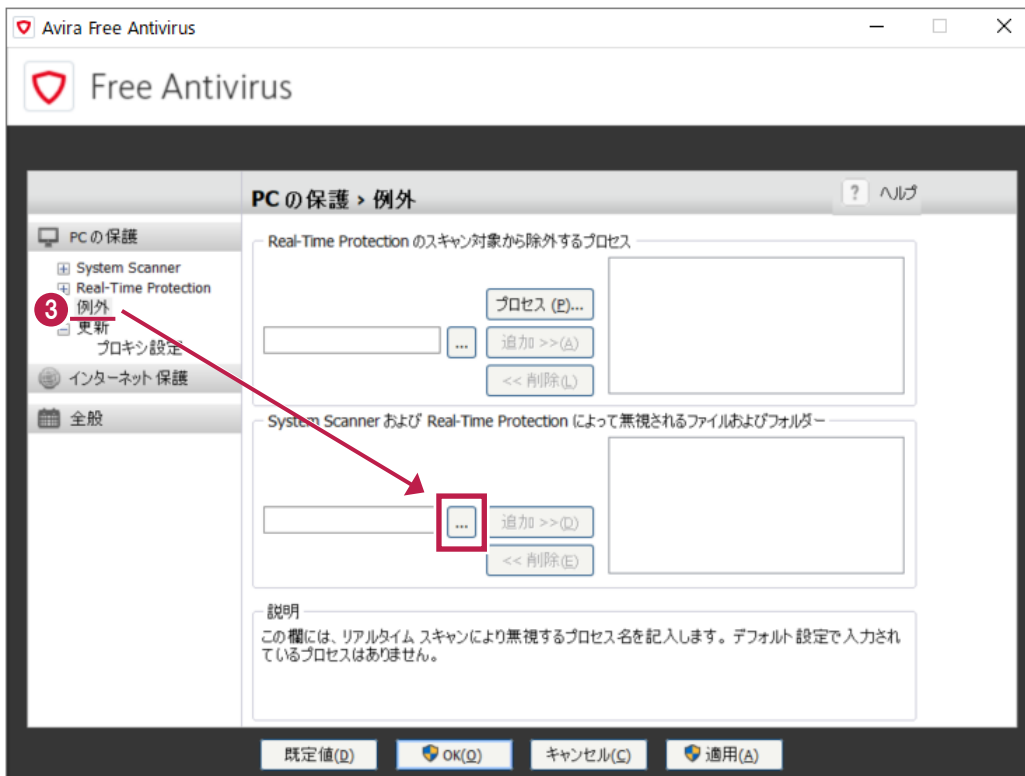 Avira Free Antivirus
Free Antivirus
PC の保護 › 例外
? ヘルプ
PC の保護
System Scanner
Real-Time Protection
3 例外
更新
プロキシ設定
インターネット 保護
全般
Real-Time Protection のスキャン対象から除外するプロセス
プロセス (P)...
... 追加 >>(A)
<< 削除(L)
System Scanner および Real-Time Protection によって無視されるファイルおよびフォルダー
... 追加 >>(D)
<< 削除(E)
説明
この欄には、リアルタイム スキャンにより無視するプロセス名を記入します。デフォルト設定で入力され
ているプロセスはありません。
既定値(D) OK(O) キャンセル(C) 適用(A)